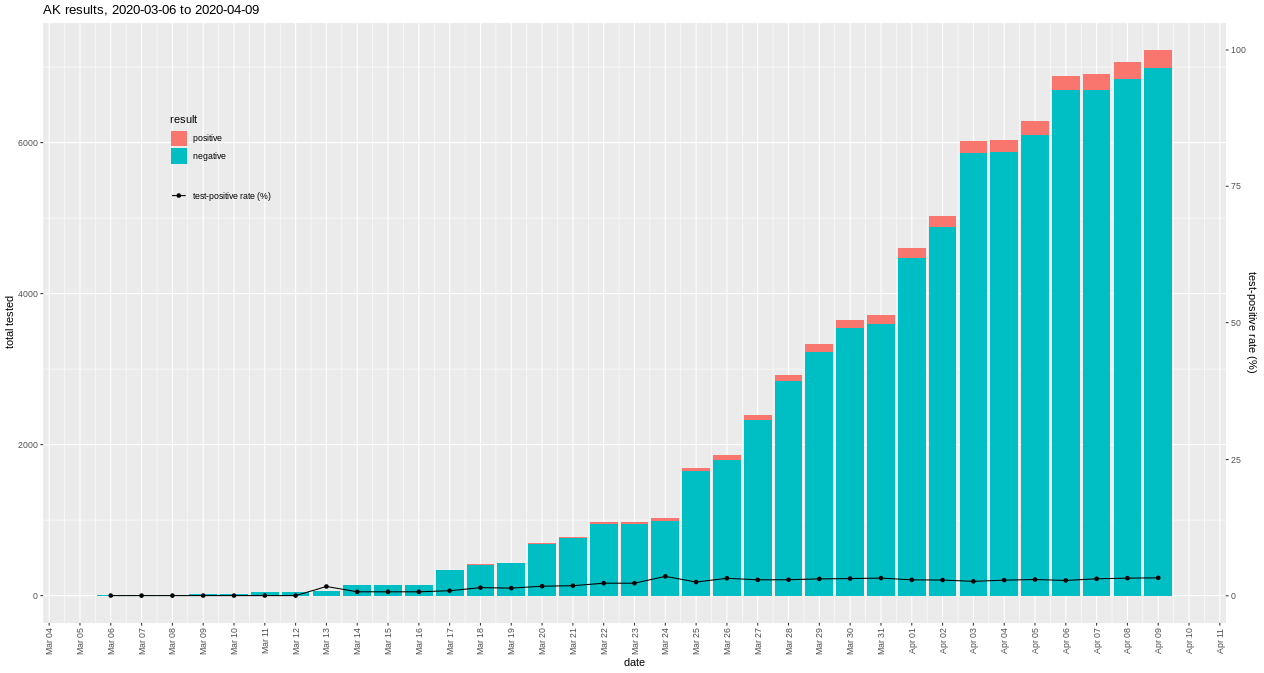 AK results, 2020-03-06 to 2020-04-09
result
positive
negative
test-positive rate (%)
total tested
6000
4000
2000
0
100
75
50
25
0
test-positive rate (%)
Mar 04
Mar 05
Mar 06
Mar 07
Mar 08
Mar 09
Mar 10
Mar 11
Mar 12
Mar 13
Mar 14
Mar 15
Mar 16
Mar 17
Mar 18
Mar 19
Mar 20
Mar 21
Mar 22
Mar 23
Mar 24
Mar 25
Mar 26
Mar 27
Mar 28
Mar 29
Mar 30
Mar 31
Apr 01
Apr 02
Apr 03
Apr 04
Apr 05
Apr 06
Apr 07
Apr 08
Apr 09
Apr 10
Apr 11
date